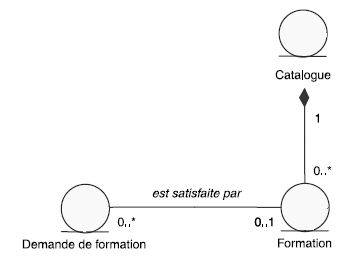 Catalogue
1
0..*
est satisfaite par
0..*
0..1
Demande de formation
Formation